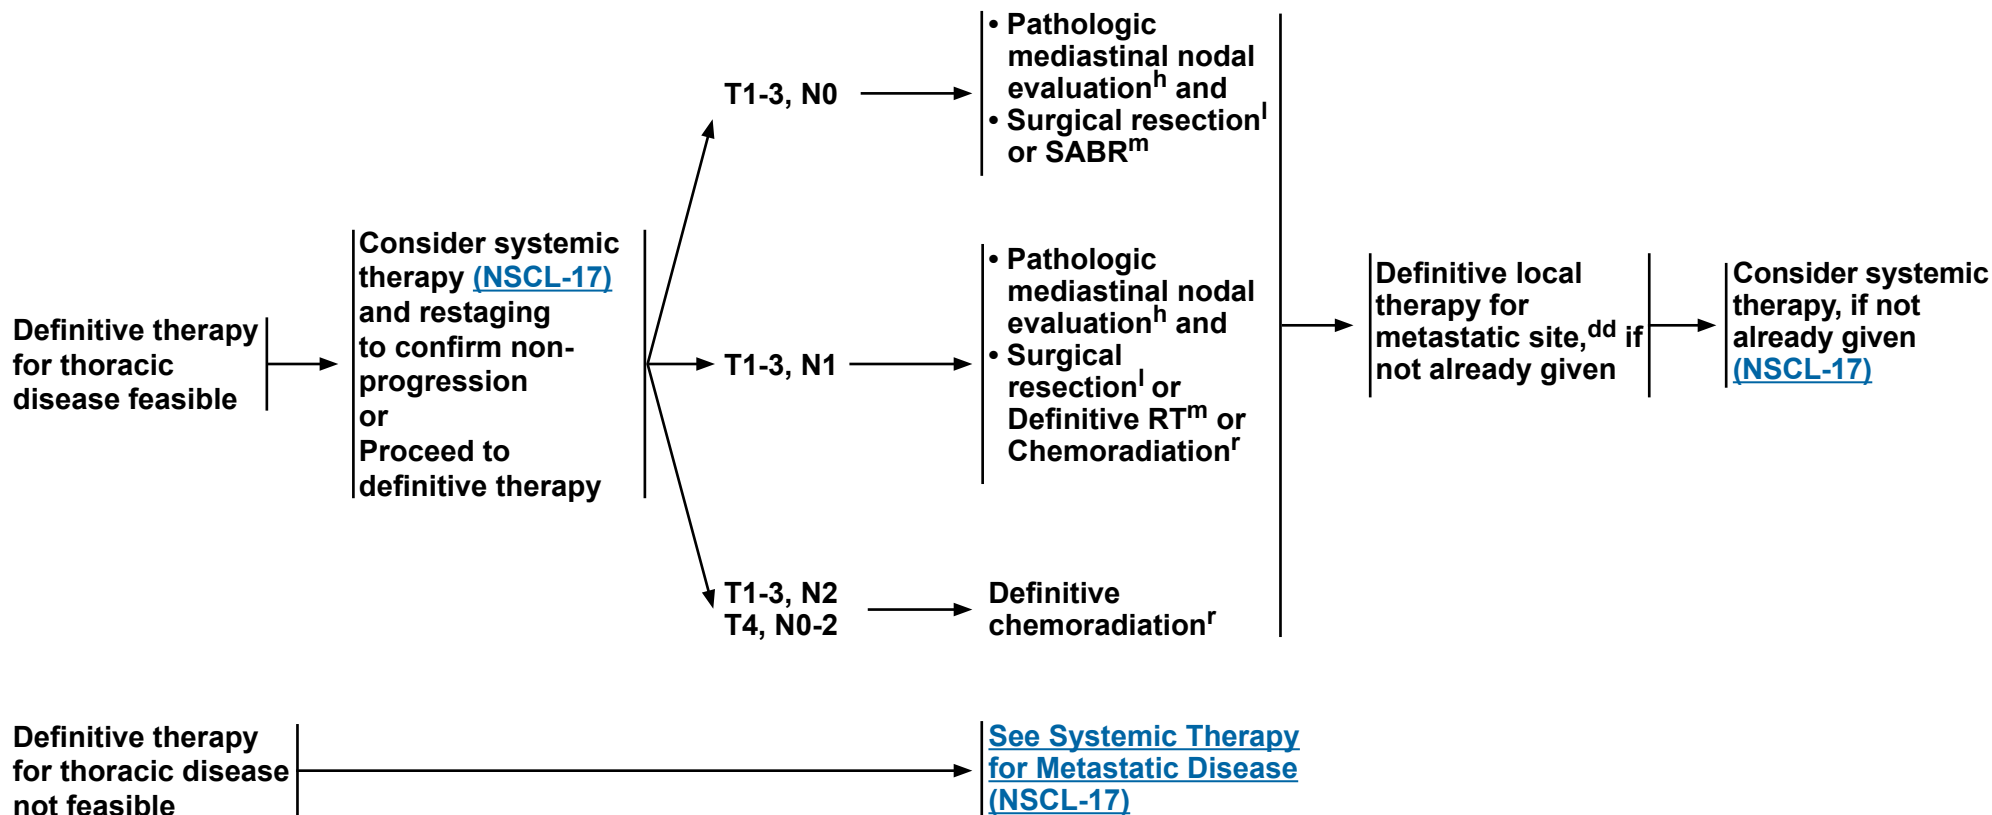 Definitive therapy
for thoracic
disease feasible
Consider systemic
therapy (NSCL-17)
and restaging
to confirm non-
progression
or
Proceed to
definitive therapy
T1-3, N0
• Pathologic
mediastinal nodal
evaluationh and
• Surgical resectionl
or SABRm
T1-3, N1
• Pathologic
mediastinal nodal
evaluationh and
• Surgical
resectionl or
Definitive RTm or
Chemoradiationr
T1-3, N2
T4, N0-2
Definitive
chemoradiationr
Definitive local
therapy for
metastatic site,dd if
not already given
Consider systemic
therapy, if not
already given
(NSCL-17)
Definitive therapy
for thoracic disease
not feasible
See Systemic Therapy
for Metastatic Disease
(NSCL-17)